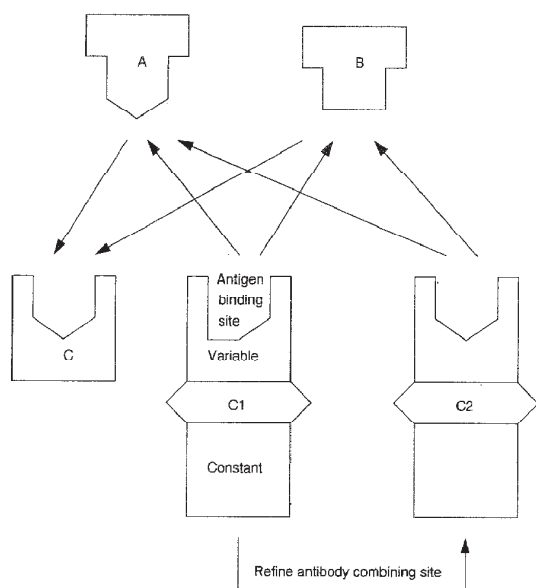 A
B
Antigen
binding
site
C
Variable
C1
C2
Constant
Refine antibody combining site